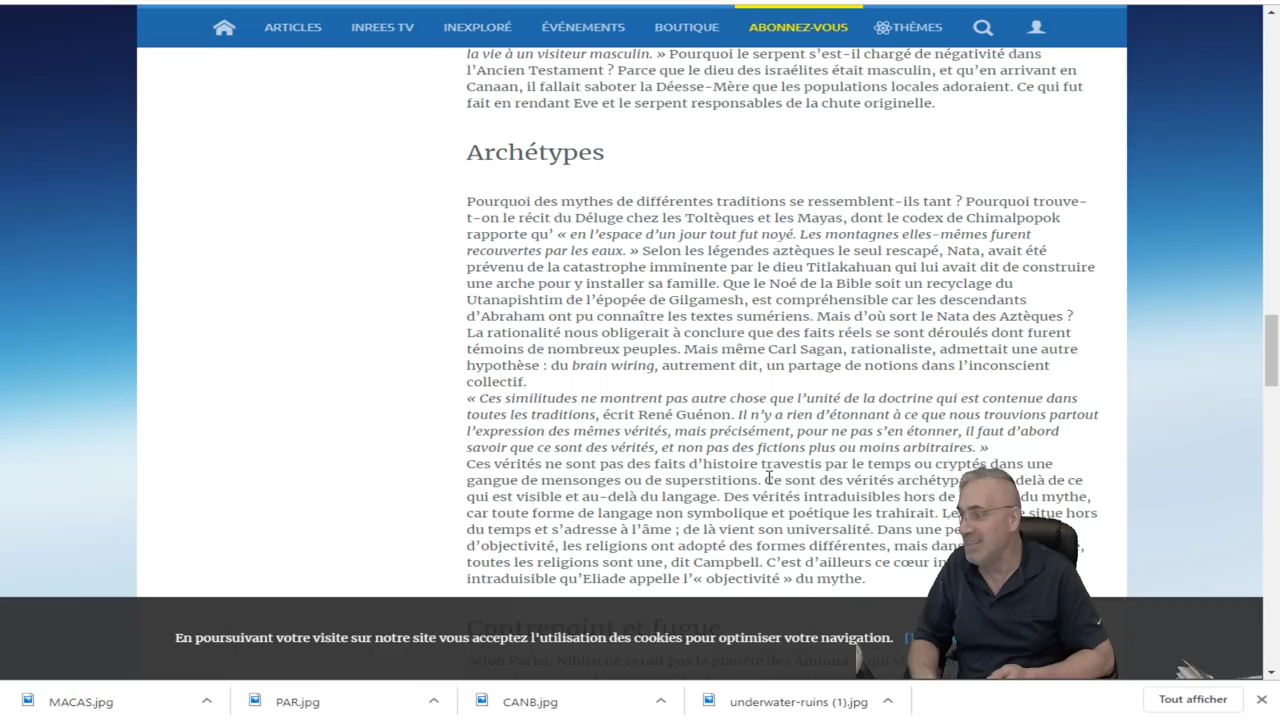 ARTICLES INREES TV INEXPLORÉ ÉVÉNEMENTS BOUTIQUE ABONNEZ-VOUS THÈMES
la vie à un visiteur masculin. » Pourquoi le serpent s’est-il chargé de négativité dans
l’Ancien Testament ? Parce que le dieu des israélites était masculin, et qu’en arrivant en
Canaan, il fallait saboter la Déesse-Mère que les populations locales adoraient. Ce qui fut
fait en rendant Eve et le serpent responsables de la chute originelle.
Archétypes
Pourquoi des mythes de différentes traditions se ressemblent-ils tant ? Pourquoi trouve-
t-on le récit du Déluge chez les Toltèques et les Mayas, dont le codex de Chimalpopok
rapporte qu’ « en l’espace d’un jour tout fut noyé. Les montagnes elles-mêmes furent
recouvertes par les eaux. » Selon les légendes aztèques le seul rescapé, Nata, avait été
prévenu de la catastrophe imminente par le dieu Titlakahuan qui lui avait dit de construire
une arche pour y installer sa famille. Que le Noé de la Bible soit un recyclage du
Utanapishtim de l’épopée de Gilgamesh, est compréhensible car les descendants
d’Abraham ont pu connaître les textes sumériens. Mais d’où sort le Nata des Aztèques ?
La rationalité nous obligerait à conclure que des faits réels se sont déroulés dont furent
témoins de nombreux peuples. Mais même Carl Sagan, rationaliste, admettait une autre
hypothèse : du brain wiring, autrement dit, un partage de notions dans l’inconscient
collectif.
« Ces similitudes ne montrent pas autre chose que l’unité de la doctrine qui est contenue dans
toutes les traditions, écrit René Guénon. Il n’y a rien d’étonnant à ce que nous trouvions partout
l’expression des mêmes vérités, mais précisément, pour ne pas s’en étonner, il faut d’abord
savoir que ce sont des vérités, et non pas des fictions plus ou moins arbitraires. »
Ces vérités ne sont pas des faits d’histoire travestis par le temps ou cryptés dans une
gangue de mensonges ou de superstitions. Ce sont des vérités delà de ce
qui est visible et au-delà du langage. Des vérités intraduisibles hors de du mythe,
car toute forme de langage non symbolique et poétique les trahirait. situe hors
du temps et s’adresse à l’âme ; de là vient son universalité. Dans une
d’objectivité, les religions ont adopté des formes différentes, mais
toutes les religions sont une, dit Campbell. C’est d’ailleurs ce cœur
intraduisible qu’Eliade appelle l’« objectivité » du mythe.
Contrepoint et fugue
En poursuivant votre visite sur notre site vous acceptez l'utilisation des cookies pour optimiser votre navigation.
Selon Parks, Nibiru ne serait pas la planète des Annuna qui
MACAS.jpg PAR.jpg CANB.jpg underwater-ruins (1).jpg Tout afficher